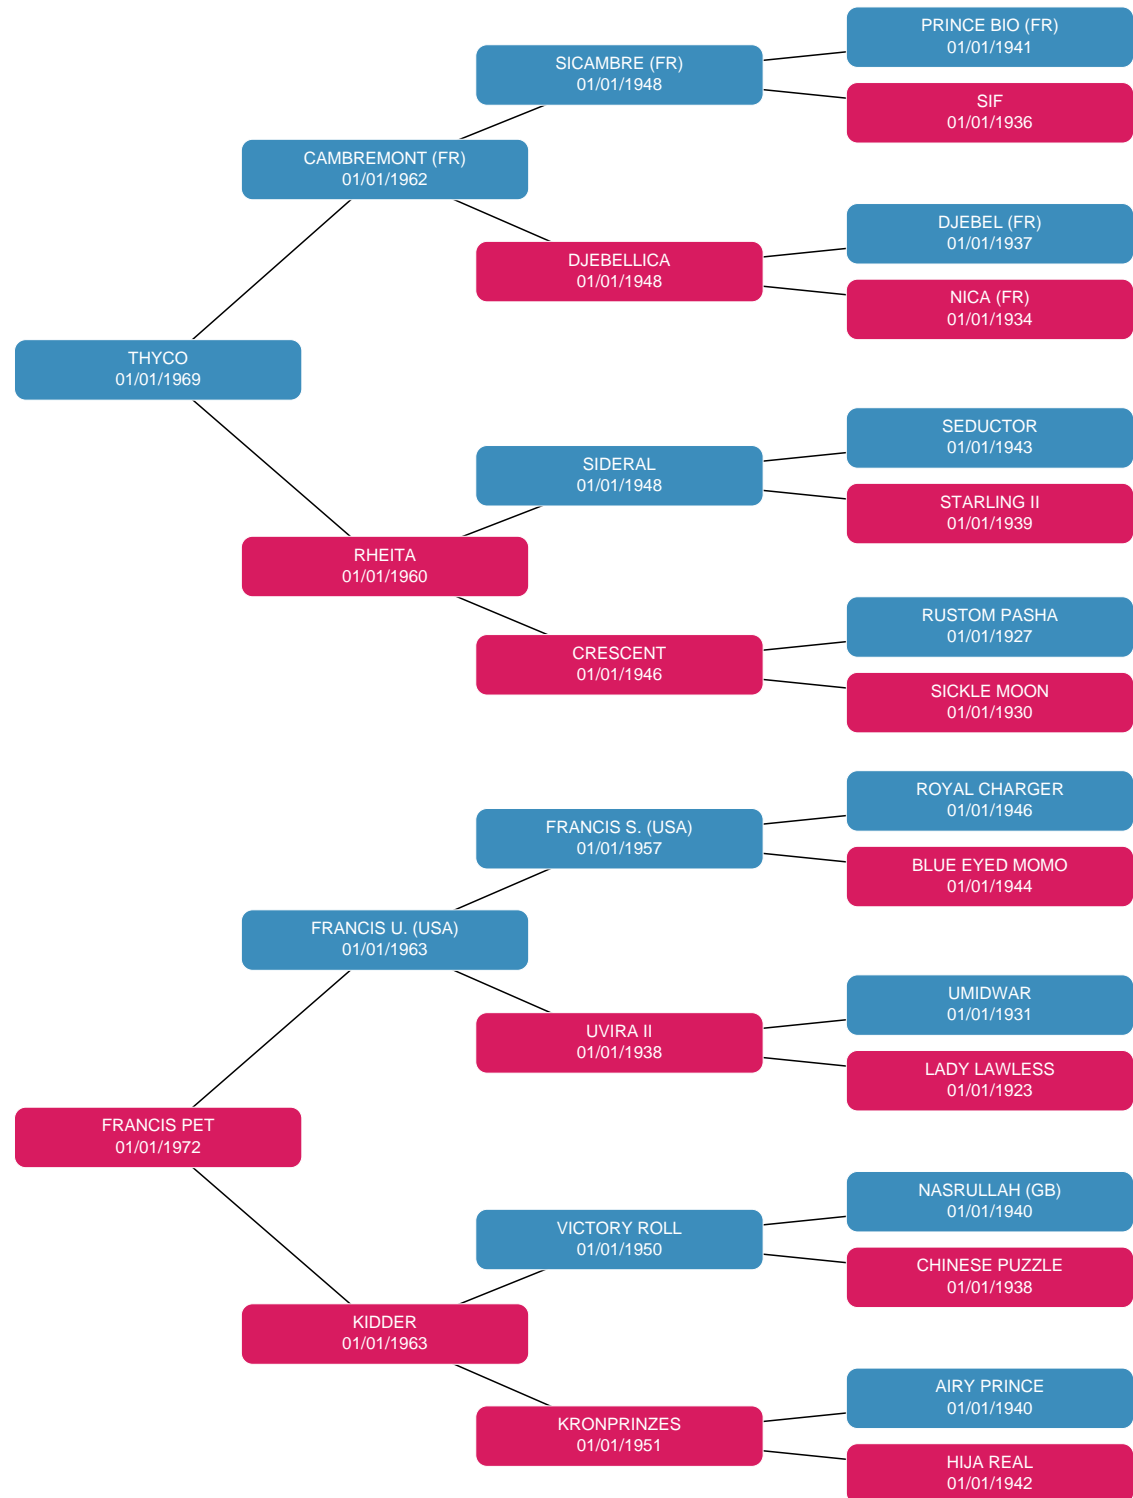 PRINCE BIO (FR)
01/01/1941
SICAMBRE (FR)
01/01/1948
SIF
01/01/1936
CAMBREMONT (FR)
01/01/1962
DJEBEL (FR)
01/01/1937
DJEBELLICA
01/01/1948
NICA (FR)
01/01/1934
THYCO
01/01/1969
SEDUCTOR
01/01/1943
SIDERAL
01/01/1948
STARLING II
01/01/1939
RHEITA
01/01/1960
RUSTOM PASHA
01/01/1927
CRESCENT
01/01/1946
SICKLE MOON
01/01/1930
ROYAL CHARGER
01/01/1946
FRANCIS S. (USA)
01/01/1957
BLUE EYED MOMO
01/01/1944
FRANCIS U. (USA)
01/01/1963
UMIDWAR
01/01/1931
UVIRA II
01/01/1938
LADY LAWLESS
01/01/1923
FRANCIS PET
01/01/1972
NASRULLAH (GB)
01/01/1940
VICTORY ROLL
01/01/1950
CHINESE PUZZLE
01/01/1938
KIDDER
01/01/1963
AIRY PRINCE
01/01/1940
KRONPRINZES
01/01/1951
HIJA REAL
01/01/1942